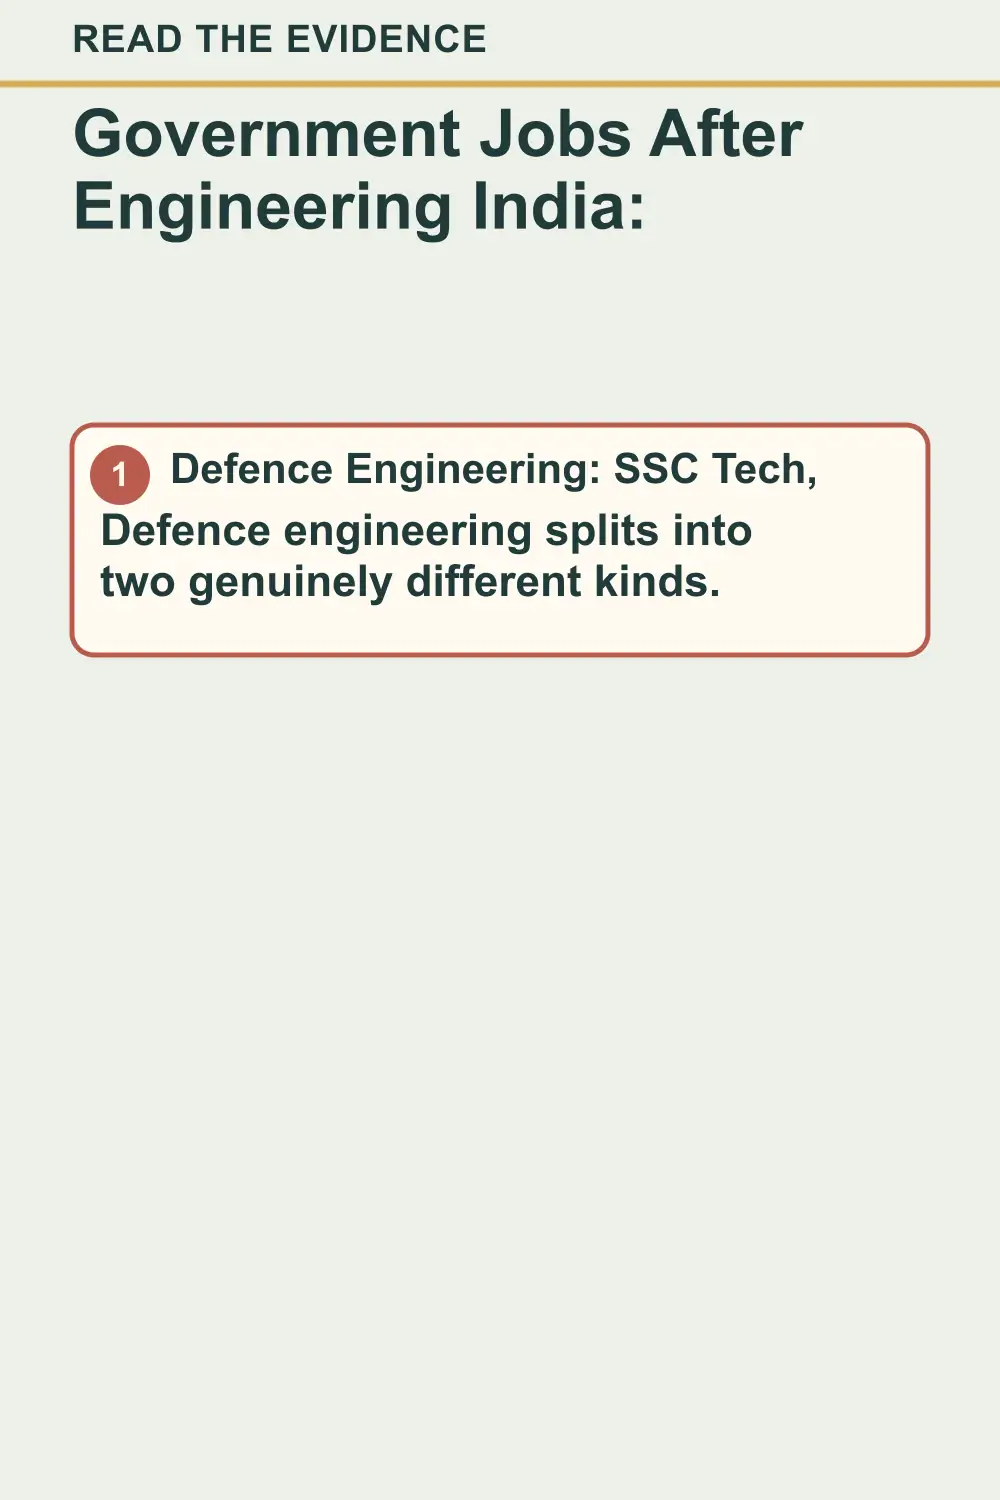 READ THE EVIDENCE
Government Jobs After
Engineering India:
1 Defence Engineering: SSC Tech,
Defence engineering splits into
two genuinely different kinds.